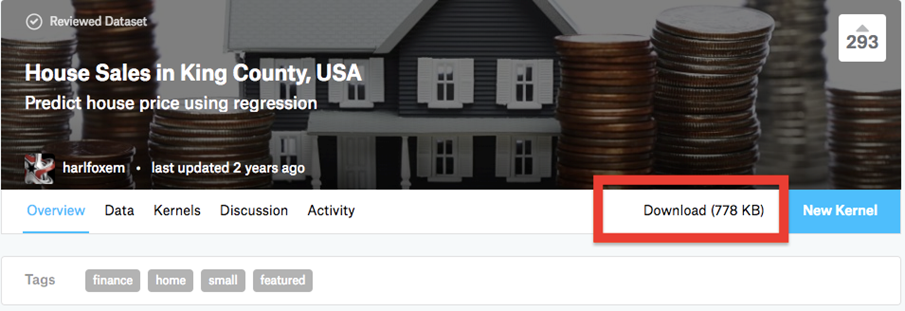 Reviewed Dataset
293
House Sales in King County, USA
Predict house price using regression
harlfoxem • last updated 2 years ago
Overview Data Kernels Discussion Activity Download (778 KB) New Kernel
Tags finance home small featured